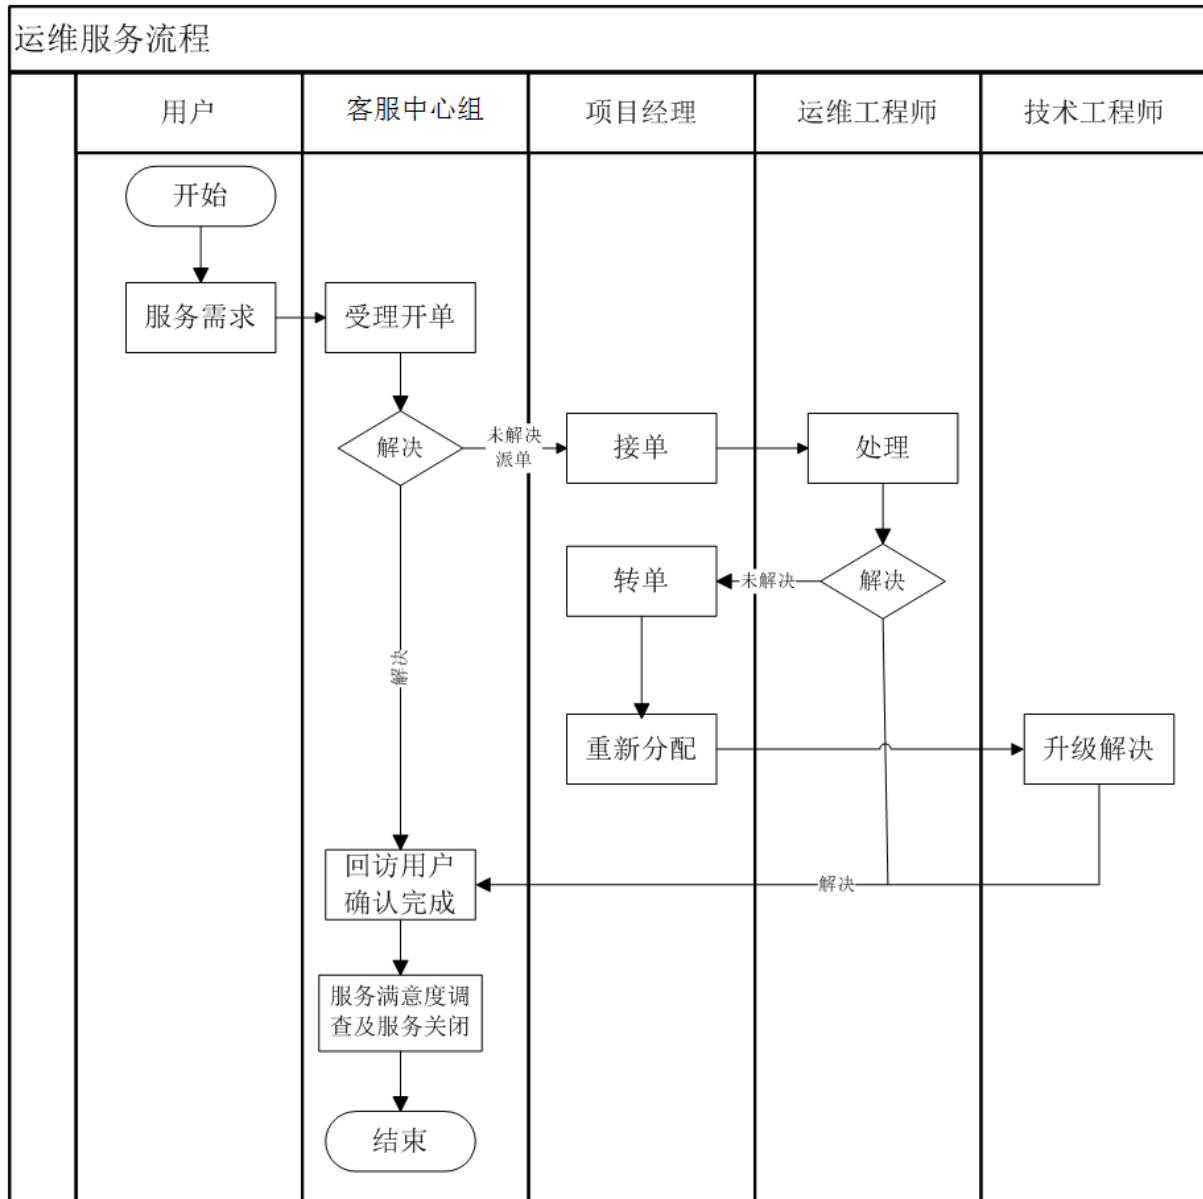 运维服务流程
用户
客服中心组
项目经理
运维工程师
技术工程师
开始
服务需求
受理开单
解决
未解决
派单
接单
处理
转单
未解决
解决
解决
重新分配
升级解决
回访用户
确认完成
解决
服务满意度调
查及服务关闭
结束